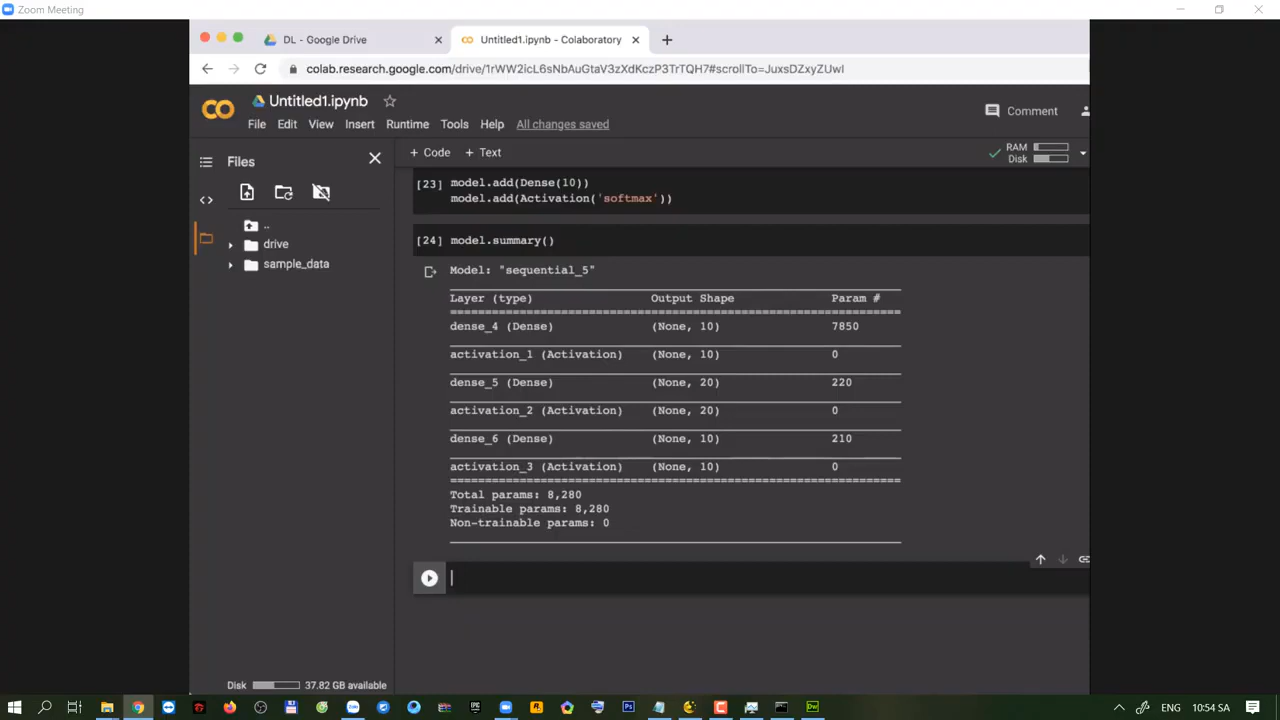 Zoom Meeting
DL - Google Drive
Untitled1.ipynb - Colaboratory
colab.research.google.com/drive/1rWW2icL6sNbAuGtaV3zXdKczP3TrTQH7#scrollTo=JuxsDZxyZUwI
CO
Untitled1.ipynb
File Edit View Insert Runtime Tools Help All changes saved
Comment
Files
+ Code + Text
RAM
Disk
..
drive
sample_data
[23] model.add(Dense(10))
model.add(Activation('softmax'))
[24] model.summary()
Model: "sequential_5"
Layer (type) Output Shape Param #
dense_4 (Dense) (None, 10) 7850
activation_1 (Activation) (None, 10) 0
dense_5 (Dense) (None, 20) 220
activation_2 (Activation) (None, 20) 0
dense_6 (Dense) (None, 10) 210
activation_3 (Activation) (None, 10) 0
Total params: 8,280
Trainable params: 8,280
Non-trainable params: 0
Disk 37.82 GB available
ENG 10:54 SA